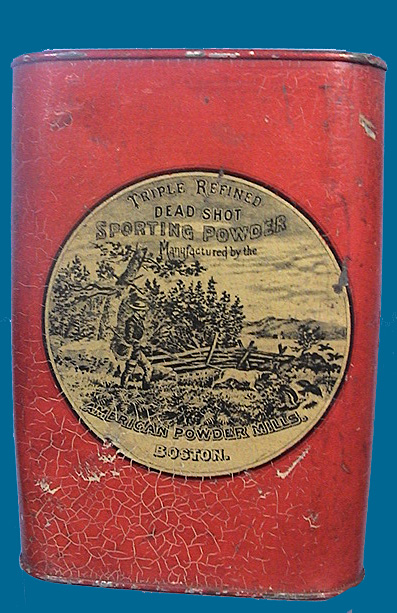 TRIPLE REFINED
DEAD SHOT
SPORTING POWDER
Manufactured by the
AMERICAN POWDER MILLS,
BOSTON.